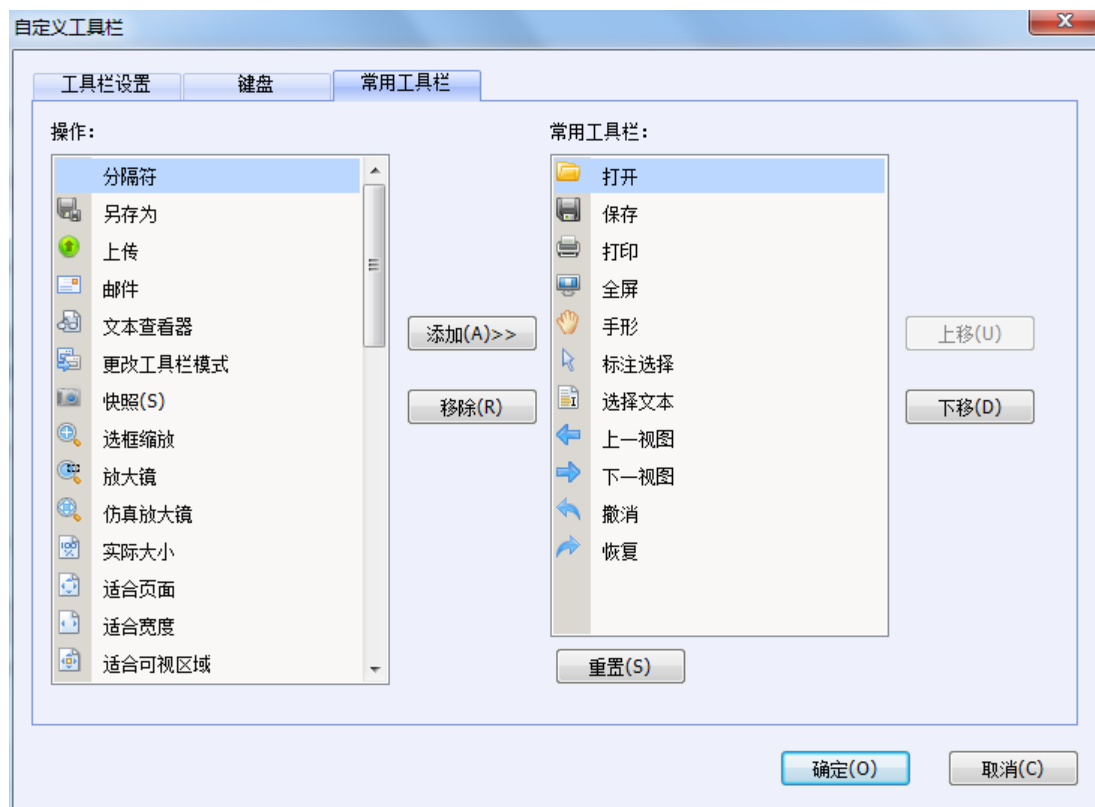 自定义工具栏
工具栏设置
键盘
常用工具栏
操作:
分隔符
另存为
上传
邮件
文本查看器
更改工具栏模式
快照(S)
选框缩放
放大镜
仿真放大镜
实际大小
适合页面
适合宽度
适合可视区域
添加(A)>>
移除(R)
常用工具栏:
打开
保存
打印
全屏
手形
标注选择
选择文本
上一视图
下一视图
撤消
恢复
重置(S)
上移(U)
下移(D)
确定(O)
取消(C)